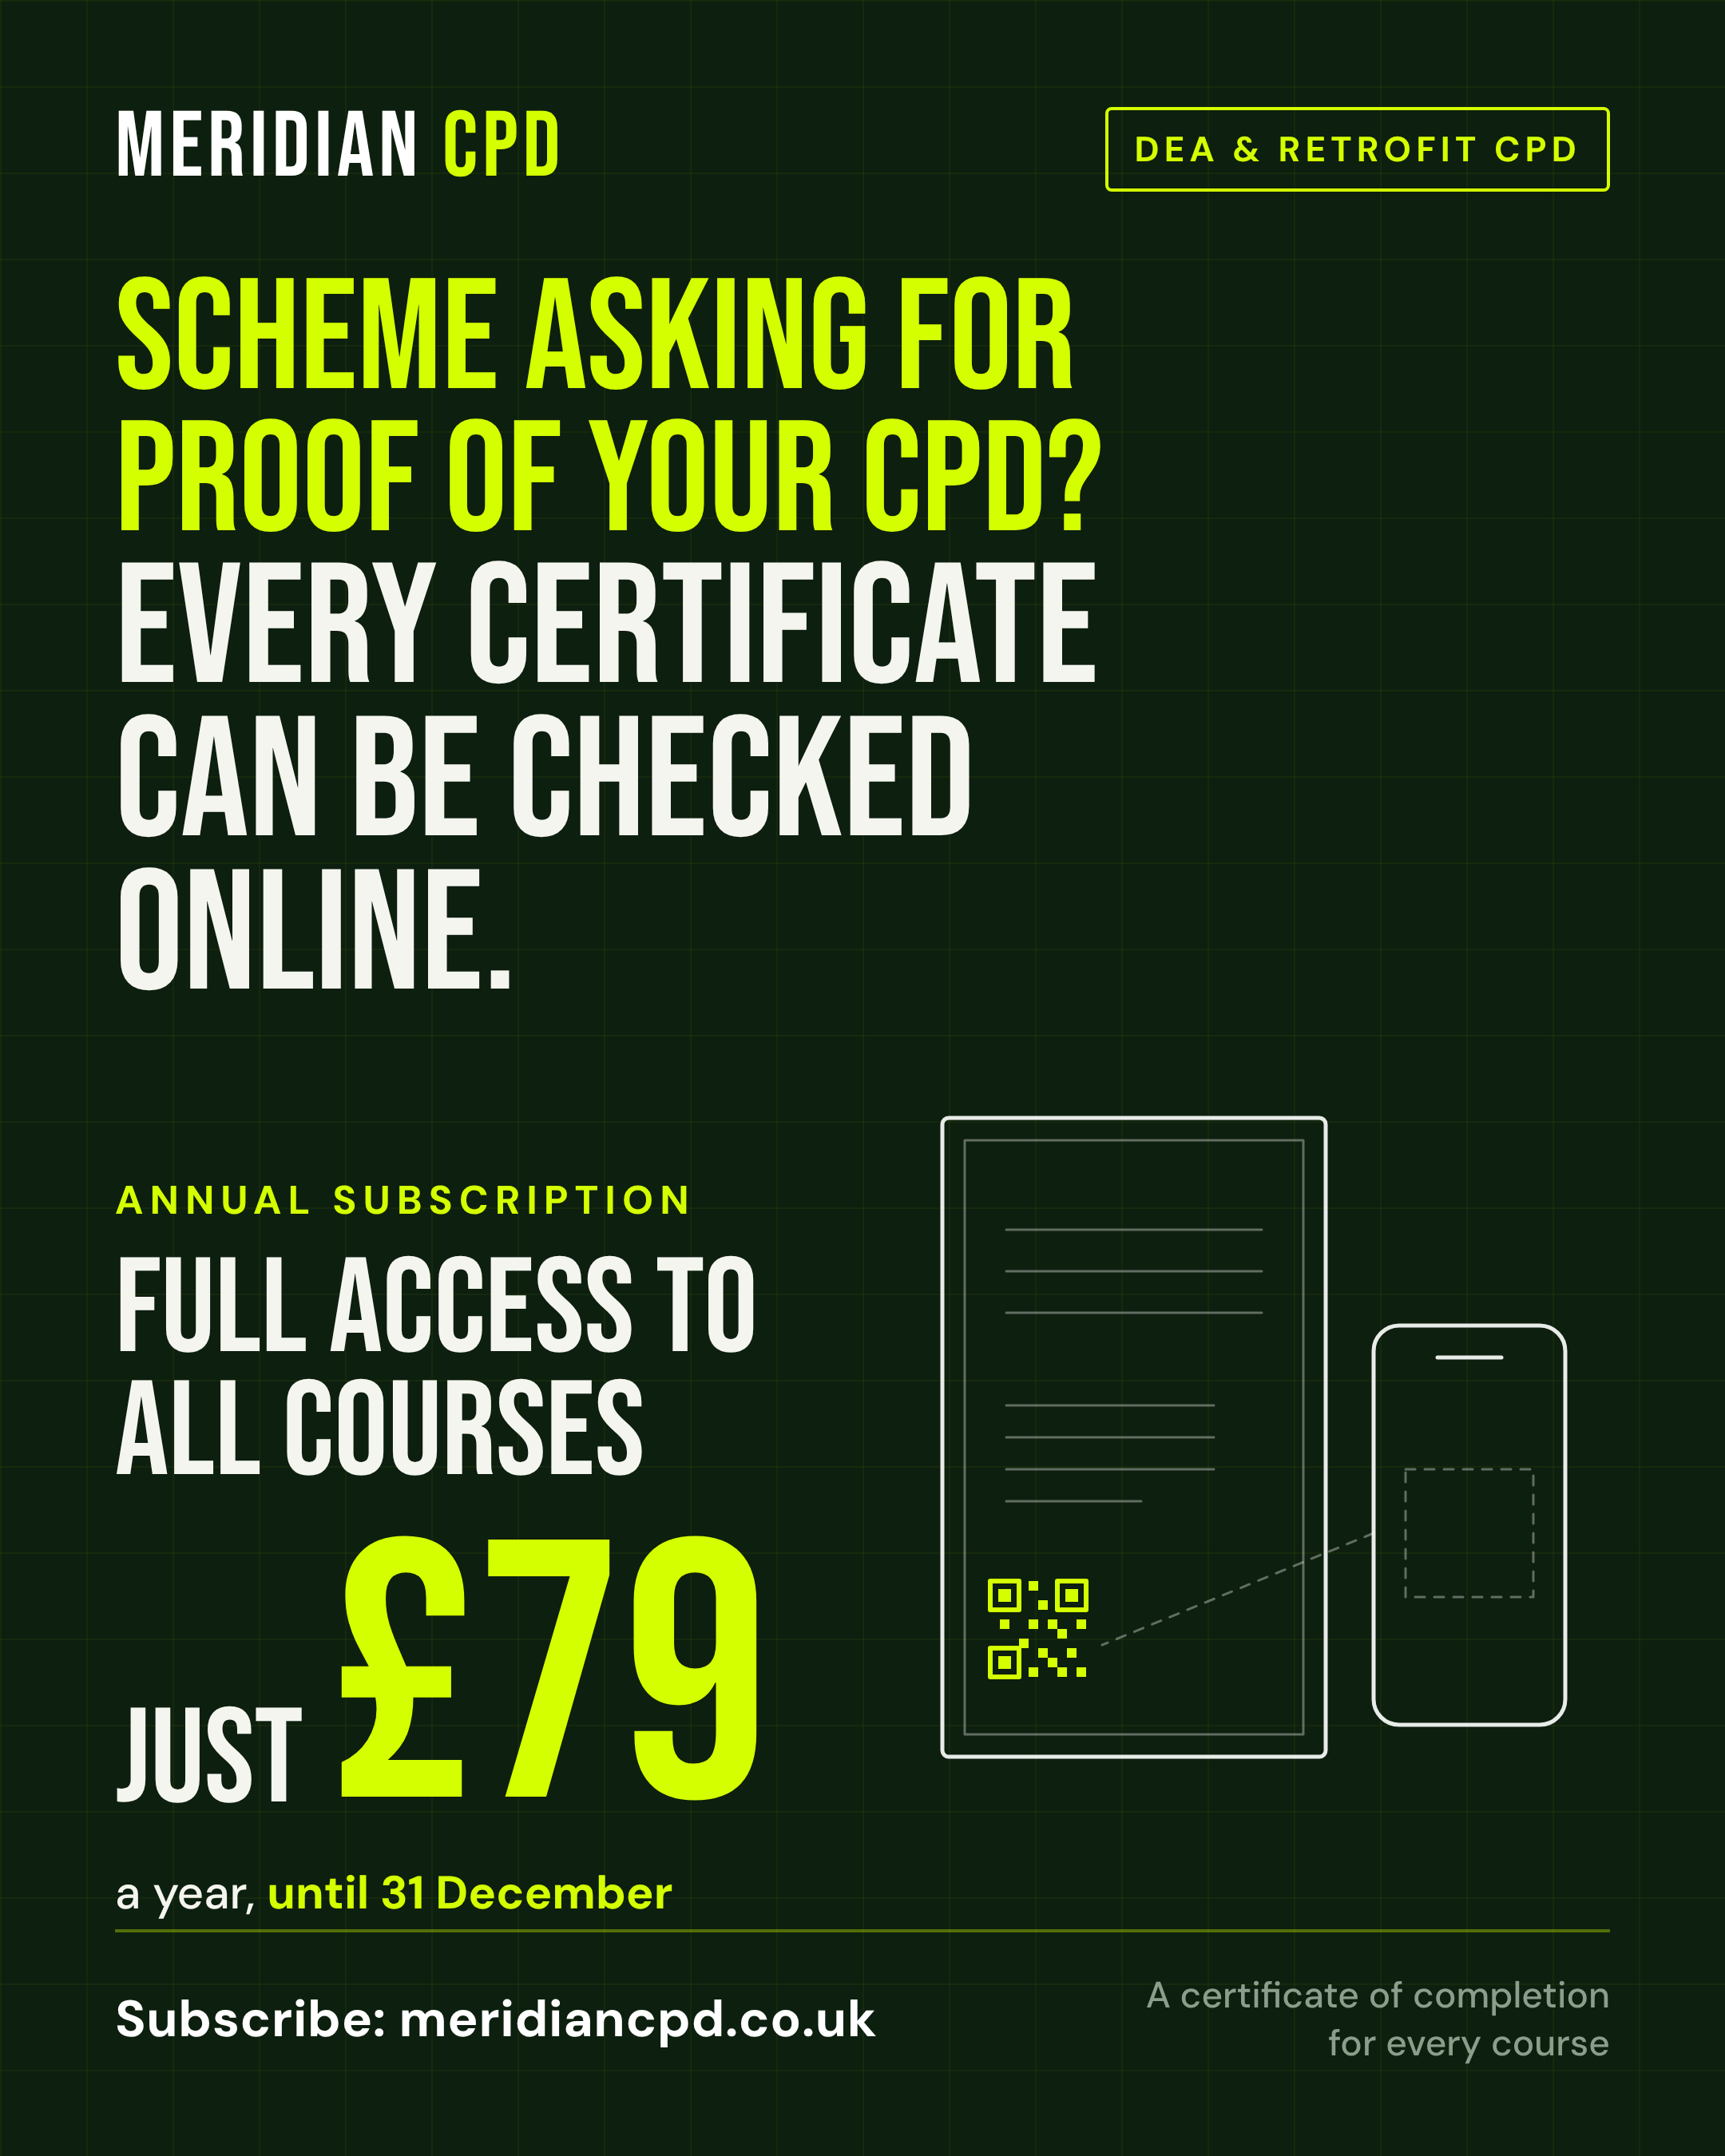 MERIDIAN CPD
DEA & RETROFIT CPD
SCHEME ASKING FOR
PROOF OF YOUR CPD?
EVERY CERTIFICATE
CAN BE CHECKED
ONLINE.
ANNUAL SUBSCRIPTION
FULL ACCESS TO
ALL COURSES
JUST £79
a year, until 31 December
Subscribe: meridiancpd.co.uk
A certificate of completion
for every course